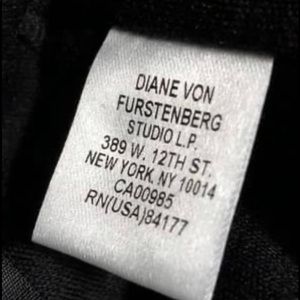 DIANE VON
FURSTENBERG
STUDIO L.P.
389 W. 12TH ST.
NEW YORK NY 10014
CA00985
RN(USA)84177